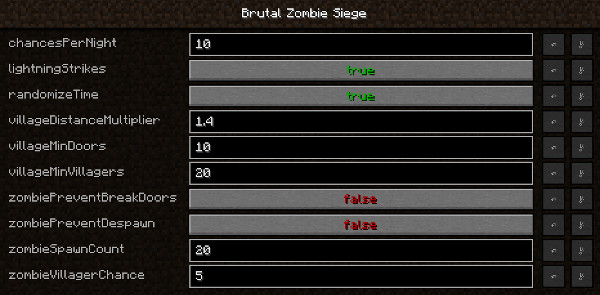 Brutal Zombie Siege
chancesPerNight 10
lightningStrikes true
randomizeTime true
villageDistanceMultiplier 1.4
villageMinDoors 10
villageMinVillagers 20
zombiePreventBreakDoors false
zombiePreventDespawn false
zombieSpawnCount 20
zombieVillagerChance 5